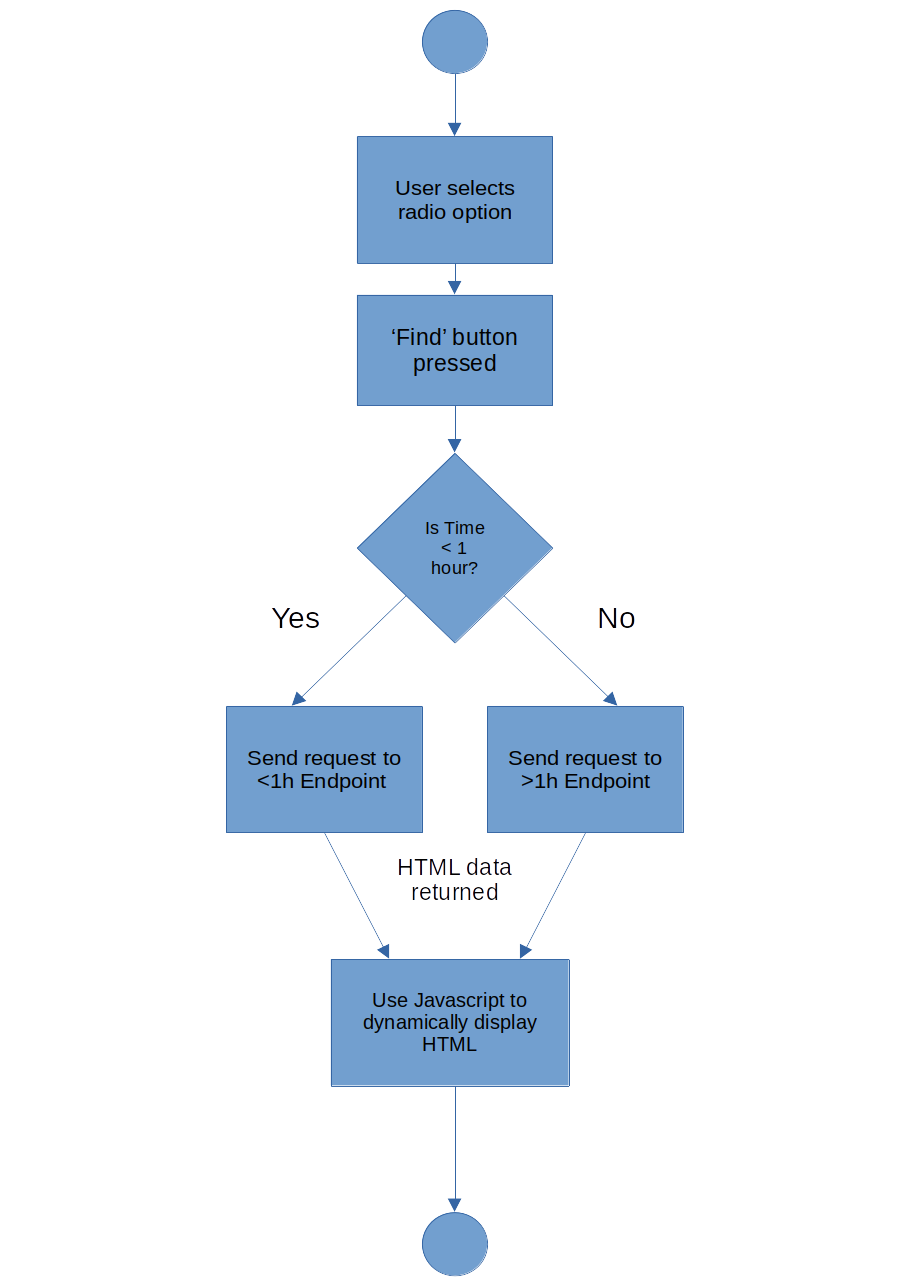 User selects
radio option
‘Find’ button
pressed
Is Time
< 1
hour?
Yes
No
Send request to
<1h Endpoint
Send request to
>1h Endpoint
HTML data
returned
Use Javascript to
dynamically display
HTML